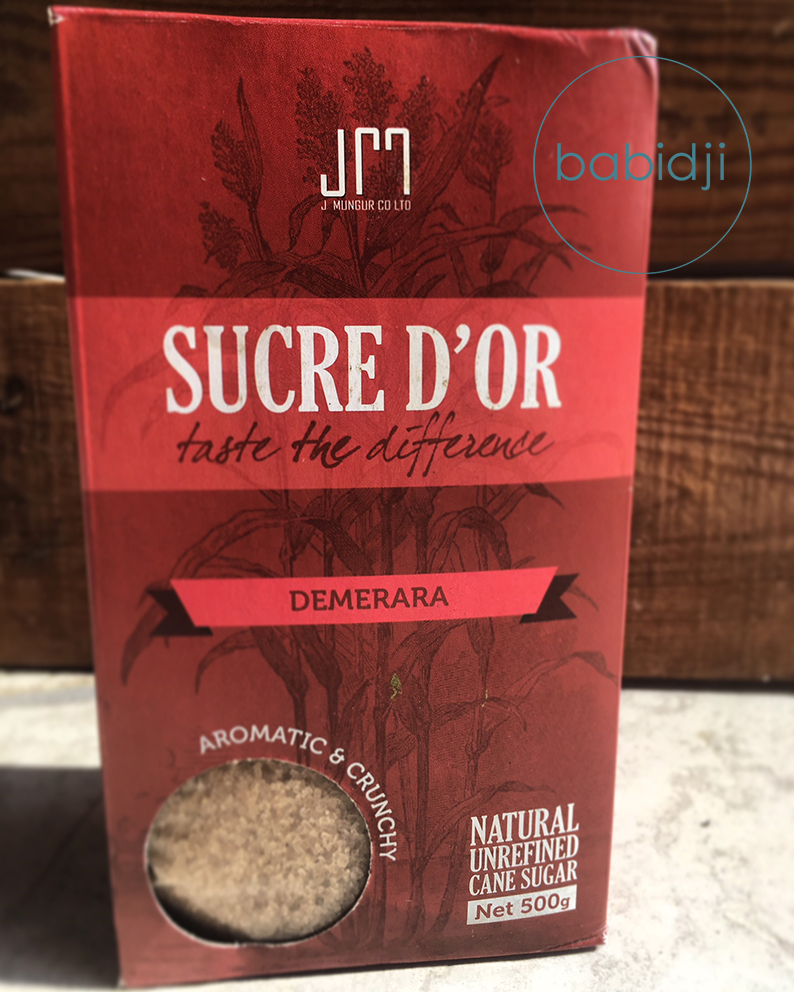 JM
J MUNGUR CO LTD
babidji
SUCRE D'OR
taste the difference
DEMERARA
AROMATIC & CRUNCHY
NATURAL
UNREFINED
CANE SUGAR
Net 500g